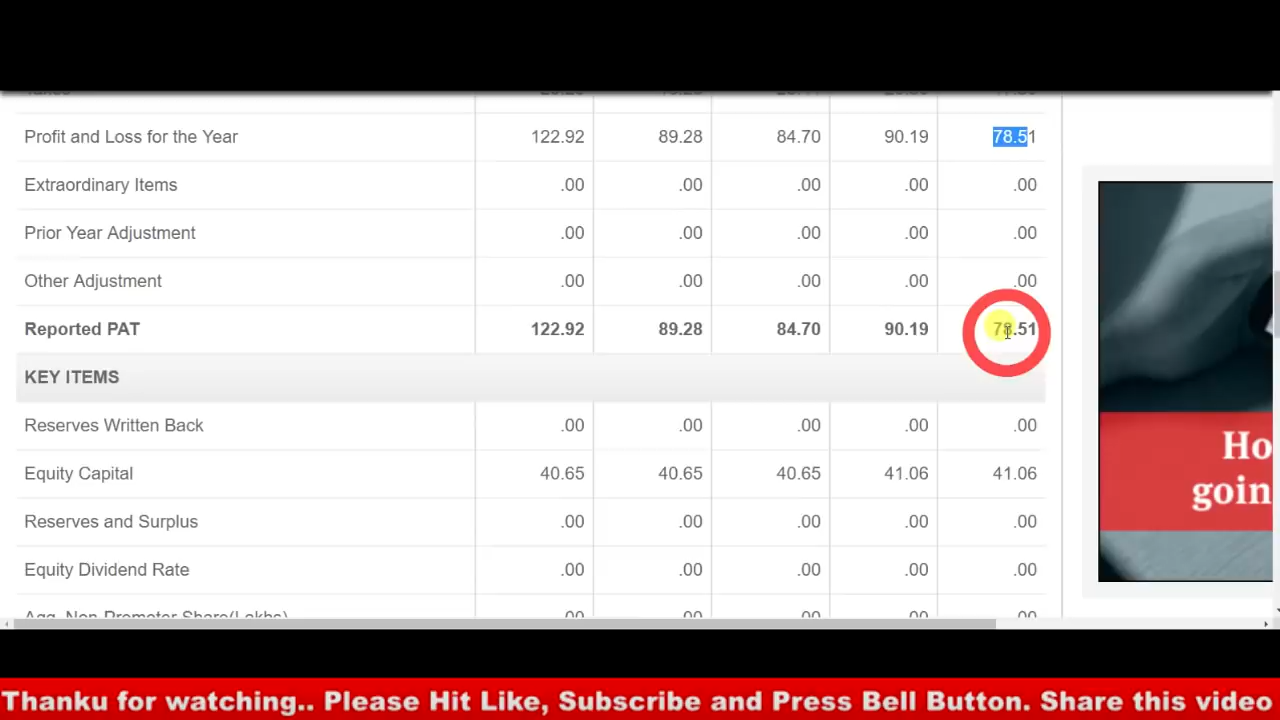 Profit and Loss for the Year 122.92 89.28 84.70 90.19 78.51
Extraordinary Items .00 .00 .00 .00 .00
Prior Year Adjustment .00 .00 .00 .00 .00
Other Adjustment .00 .00 .00 .00 .00
Reported PAT 122.92 89.28 84.70 90.19 78.51
KEY ITEMS
Reserves Written Back .00 .00 .00 .00 .00
Equity Capital 40.65 40.65 40.65 41.06 41.06
Reserves and Surplus .00 .00 .00 .00 .00
Equity Dividend Rate .00 .00 .00 .00 .00
Agg. Non Promoter Share(Lakhs) .00 .00 .00 .00 .00
Ho
goin
Thanku for watching.. Please Hit Like, Subscribe and Press Bell Button. Share this video